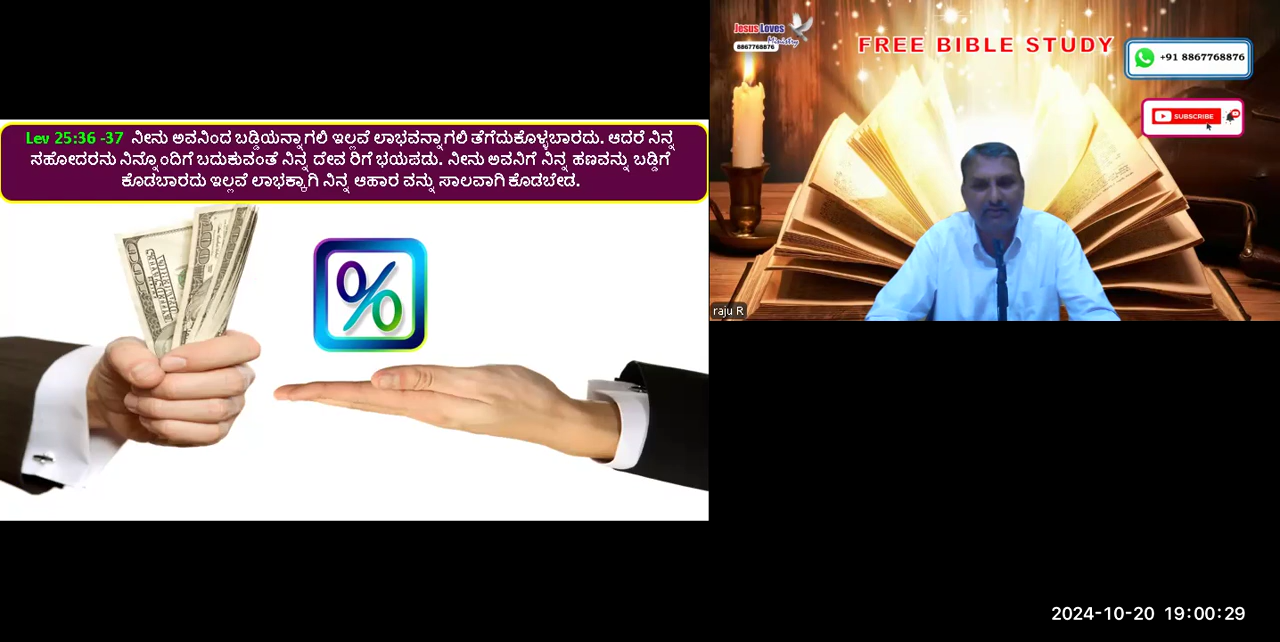 Lev 25:36 -37 ನೀನು ಅವನಿಂದ ಬಡ್ಡಿಯನ್ನಾಗಲಿ ಇಲ್ಲವೆ ಲಾಭವನ್ನಾಗಲಿ ತೆಗೆದುಕೊಳ್ಳಬಾರದು. ಆದರೆ ನಿನ್ನ
ಸಹೋದರನು ನಿನ್ನೊಂದಿಗೆ ಬದುಕುವಂತೆ ನಿನ್ನ ದೇವ ರಿಗೆ ಭಯಪಡು. ನೀನು ಅವನಿಗೆ ನಿನ್ನ ಹಣವನ್ನು ಬಡ್ಡಿಗೆ
ಕೊಡಬಾರದು ಇಲ್ಲವೆ ಲಾಭಕ್ಕಾಗಿ ನಿನ್ನ ಆಹಾರ ವನ್ನು ಸಾಲವಾಗಿ ಕೊಡಬೇಡ.
%
Jesus Loves
Ministry
8867768876
FREE BIBLE STUDY
+91 8867768876
SUBSCRIBE
raju R
2024-10-20 19:00:29